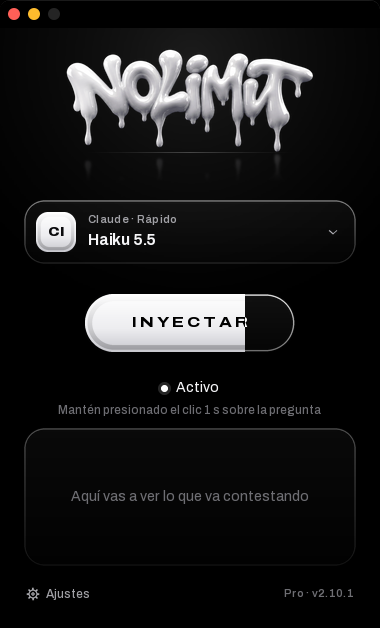 NOLIMIT
Claude · Rápido
CI
Haiku 5.5
INYECTAR
Activo
Mantén presionado el clic 1 s sobre la pregunta
Aquí vas a ver lo que va contestando
Ajustes
Pro · v2.10.1